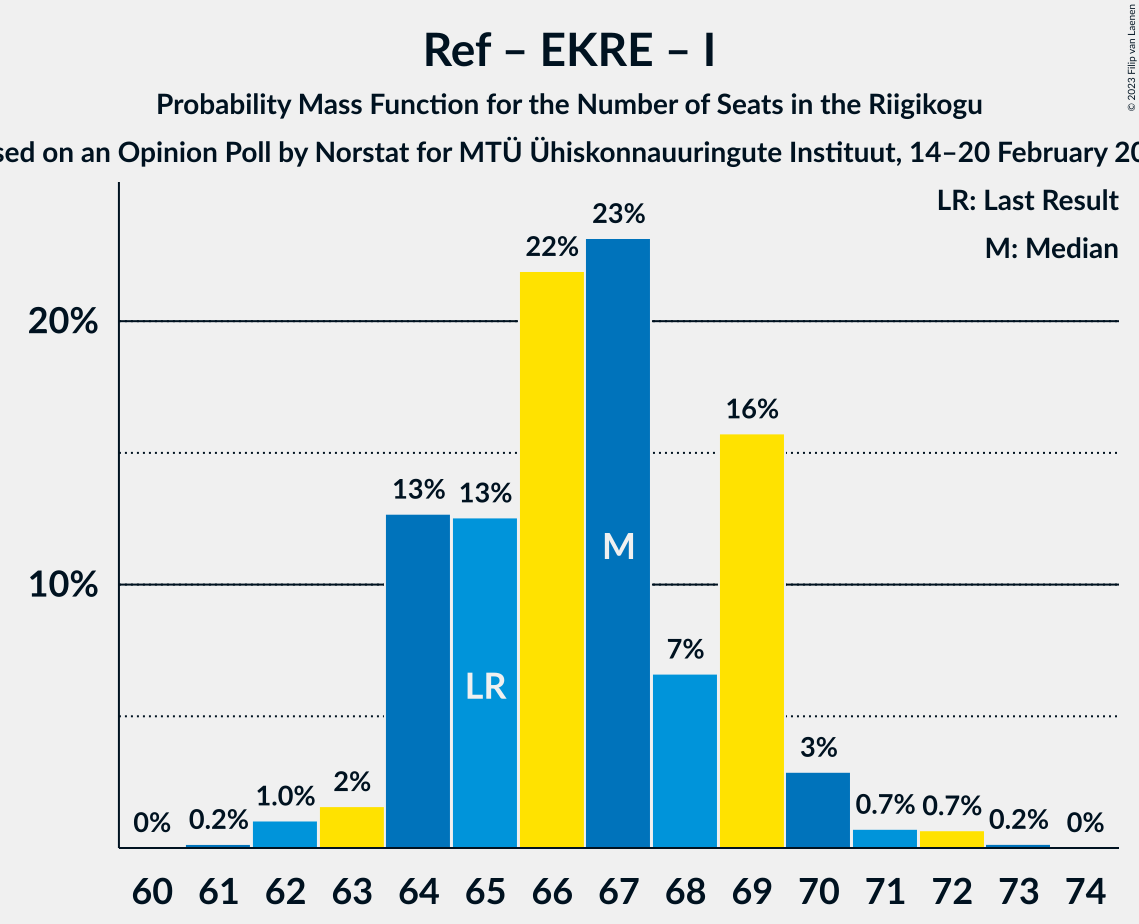 Ref – EKRE – I
Probability Mass Function for the Number of Seats in the Riigikogu
sed on an Opinion Poll by Norstat for MTÜ Ühiskonnauuringute Instituut, 14–20 February 20
© 2023 Filip van Laenen
LR: Last Result
M: Median
20%
10%
0% 0.2% 1.0% 2% 13% 13% 22% 23% 7% 16% 3% 0.7% 0.7% 0.2% 0%
LR
M
60 61 62 63 64 65 66 67 68 69 70 71 72 73 74